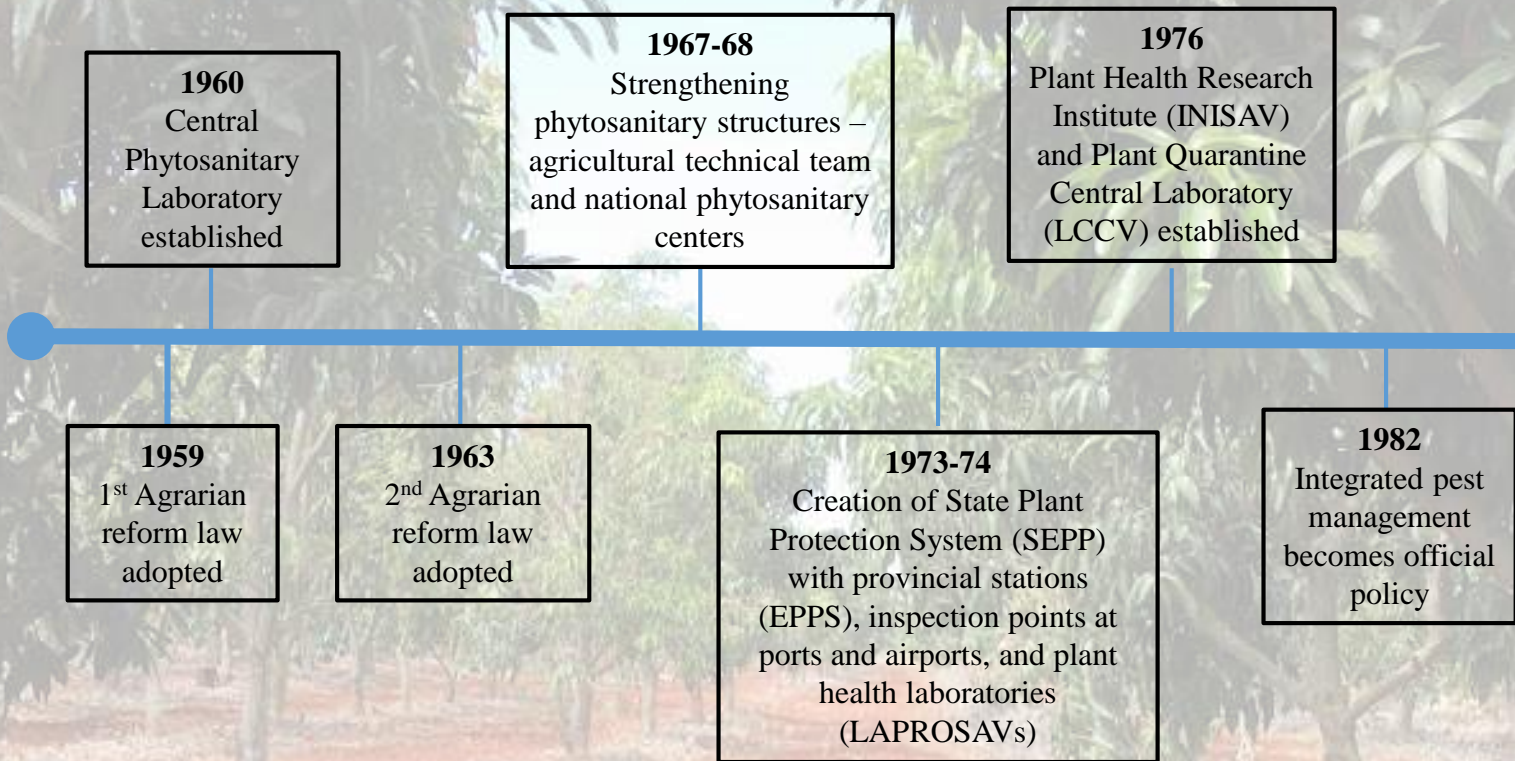 1960
Central
Phytosanitary
Laboratory
established
1967-68
Strengthening
phytosanitary structures –
agricultural technical team
and national phytosanitary
centers
1976
Plant Health Research
Institute (INISAV)
and Plant Quarantine
Central Laboratory
(LCCV) established
1959
1st Agrarian
reform law
adopted
1963
2nd Agrarian
reform law
adopted
1973-74
Creation of State Plant
Protection System (SEPP)
with provincial stations
(EPPS), inspection points at
ports and airports, and plant
health laboratories
(LAPROSAVs)
1982
Integrated pest
management
becomes official
policy